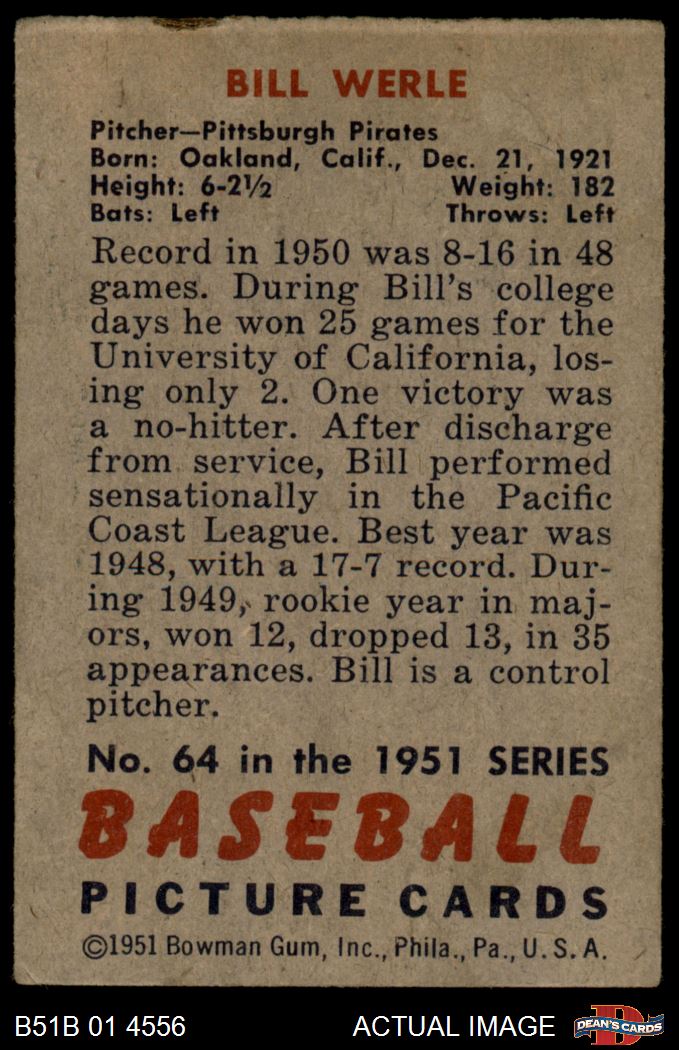 BILL WERLE
Pitcher—Pittsburgh Pirates
Born: Oakland, Calif., Dec. 21, 1921
Height: 6-2½ Weight: 182
Bats: Left Throws: Left
Record in 1950 was 8-16 in 48
games. During Bill's college
days he won 25 games for the
University of California, los-
ing only 2. One victory was
a no-hitter. After discharge
from service, Bill performed
sensationally in the Pacific
Coast League. Best year was
1948, with a 17-7 record. Dur-
ing 1949, rookie year in maj-
ors, won 12, dropped 13, in 35
appearances. Bill is a control
pitcher.
No. 64 in the 1951 SERIES
BASEBALL
PICTURE CARDS
©1951 Bowman Gum, Inc., Phila., Pa., U. S. A.
B51B 01 4556 ACTUAL IMAGE D DEAN'S CARDS